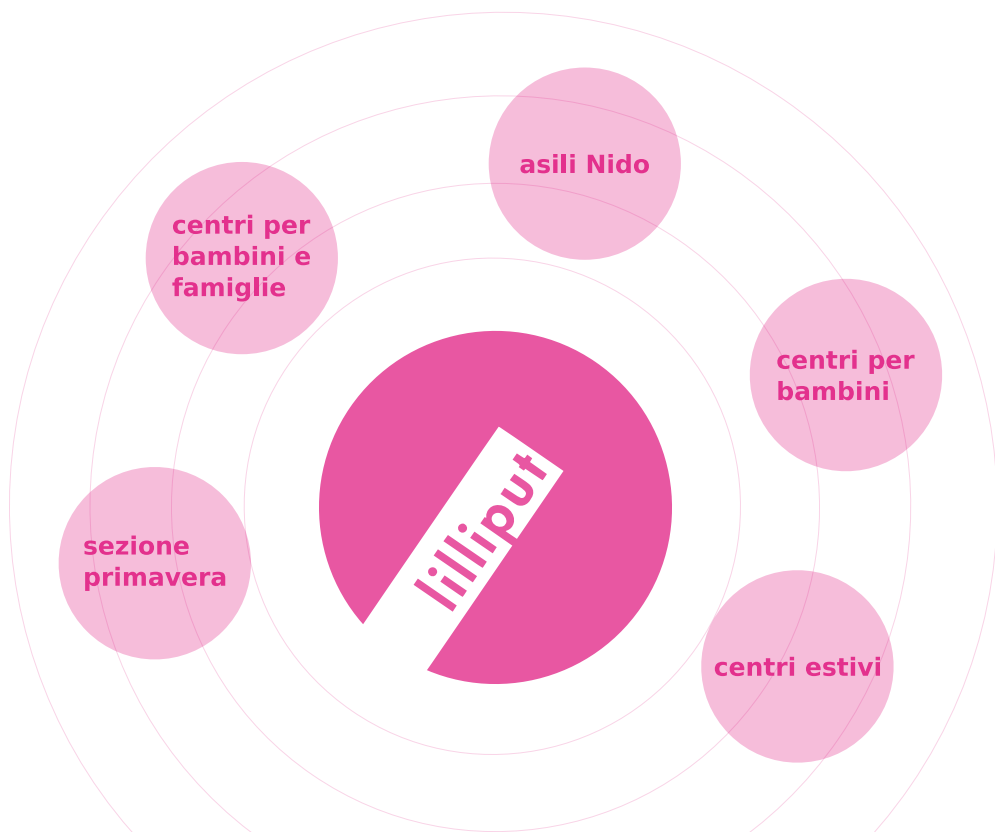 asili Nido
centri per
bambini e
famiglie
centri per
bambini
lilliput
sezione
primavera
centri estivi